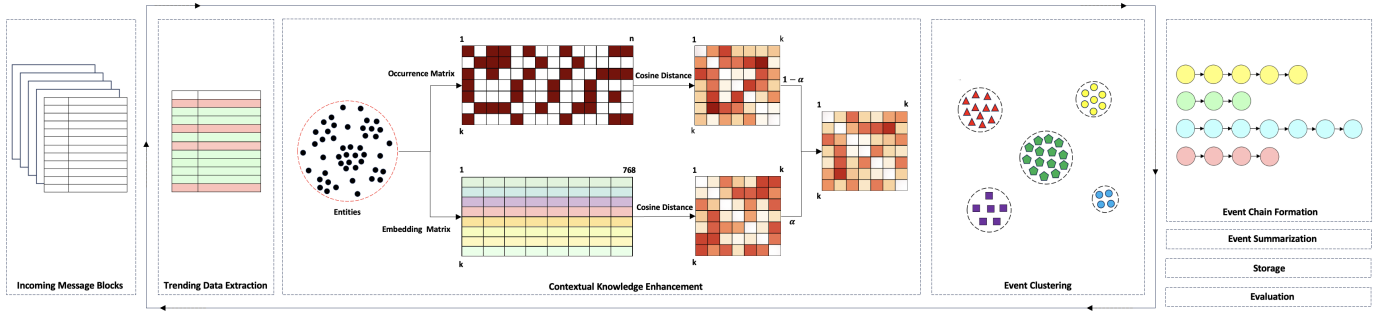 Incoming Message Blocks
Trending Data Extraction
Entities
1 n
Occurrence Matrix
k
1 768
Embedding Matrix
k
Cosine Distance
1 k
k
1 − α
Cosine Distance
1 k
k
α
1 k
k
Contextual Knowledge Enhancement
Event Clustering
Event Chain Formation
Event Summarization
Storage
Evaluation